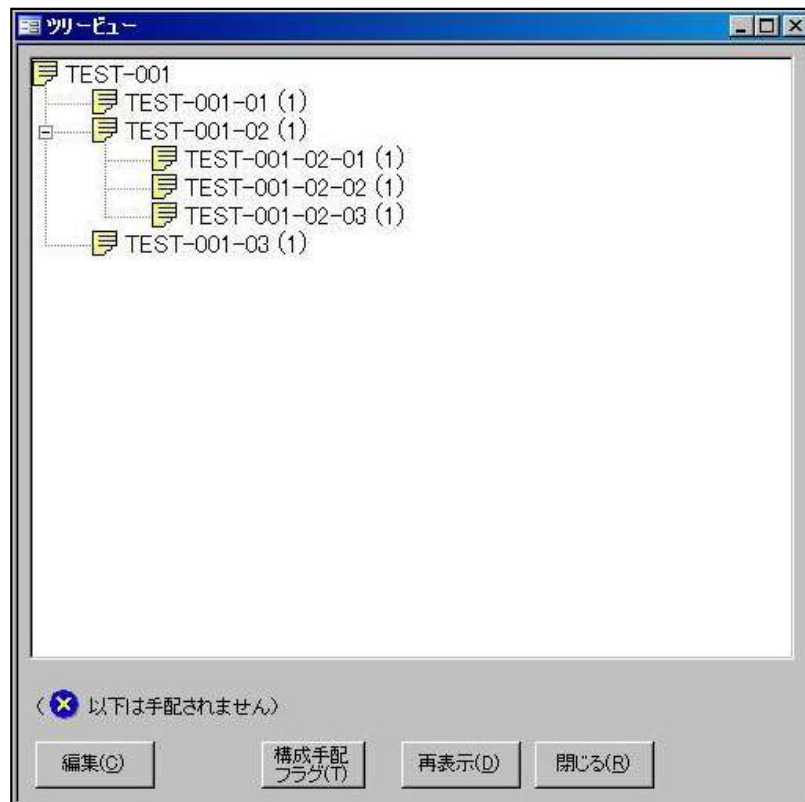 ツリービュー
TEST-001
TEST-001-01 (1)
TEST-001-02 (1)
TEST-001-02-01 (1)
TEST-001-02-02 (1)
TEST-001-02-03 (1)
TEST-001-03 (1)
( 以下は手配されません)
編集(C) 構成手配 再表示(D) 閉じる(R)
フラグ(T)